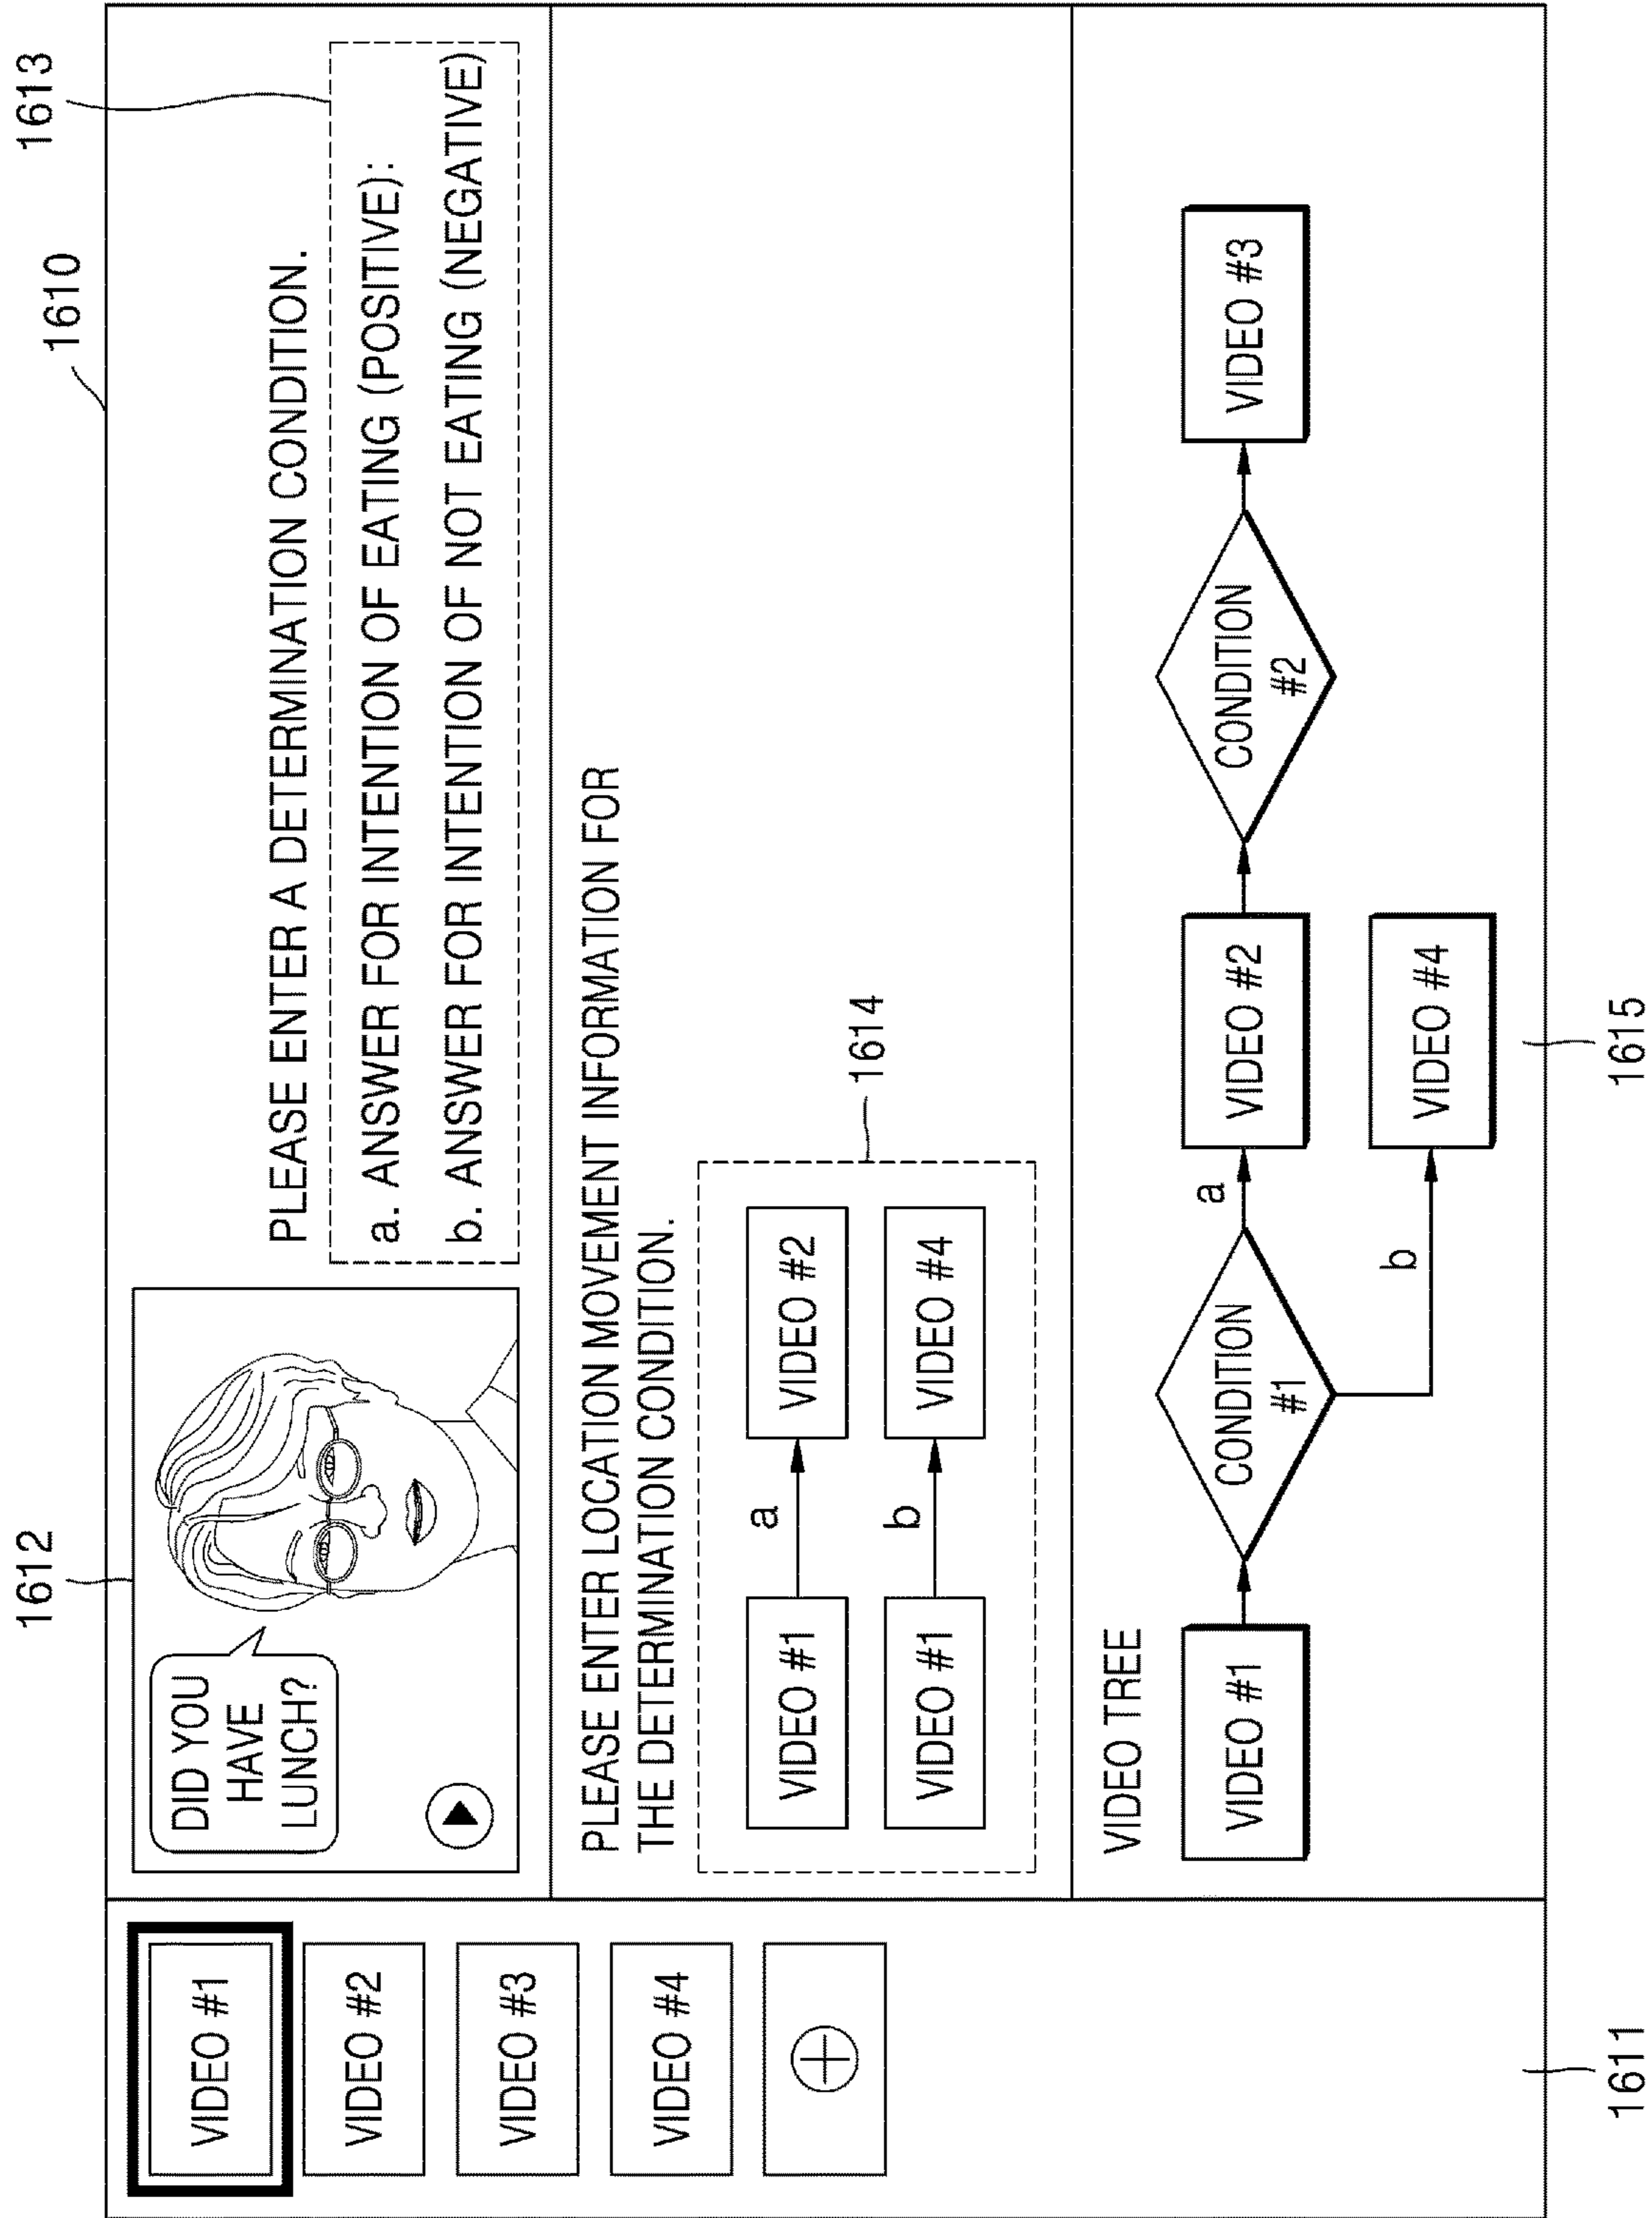 1610
1612
1613
VIDEO #1
VIDEO #2
VIDEO #3
VIDEO #4
DID YOU
HAVE
LUNCH?
PLEASE ENTER A DETERMINATION CONDITION.
a. ANSWER FOR INTENTION OF EATING (POSITIVE):
b. ANSWER FOR INTENTION OF NOT EATING (NEGATIVE)
PLEASE ENTER LOCATION MOVEMENT INFORMATION FOR
THE DETERMINATION CONDITION.
VIDEO #1 a VIDEO #2
VIDEO #1 b VIDEO #4
1614
VIDEO TREE
VIDEO #1 CONDITION #1 a VIDEO #2 CONDITION #2 VIDEO #3
b VIDEO #4
1611
1615